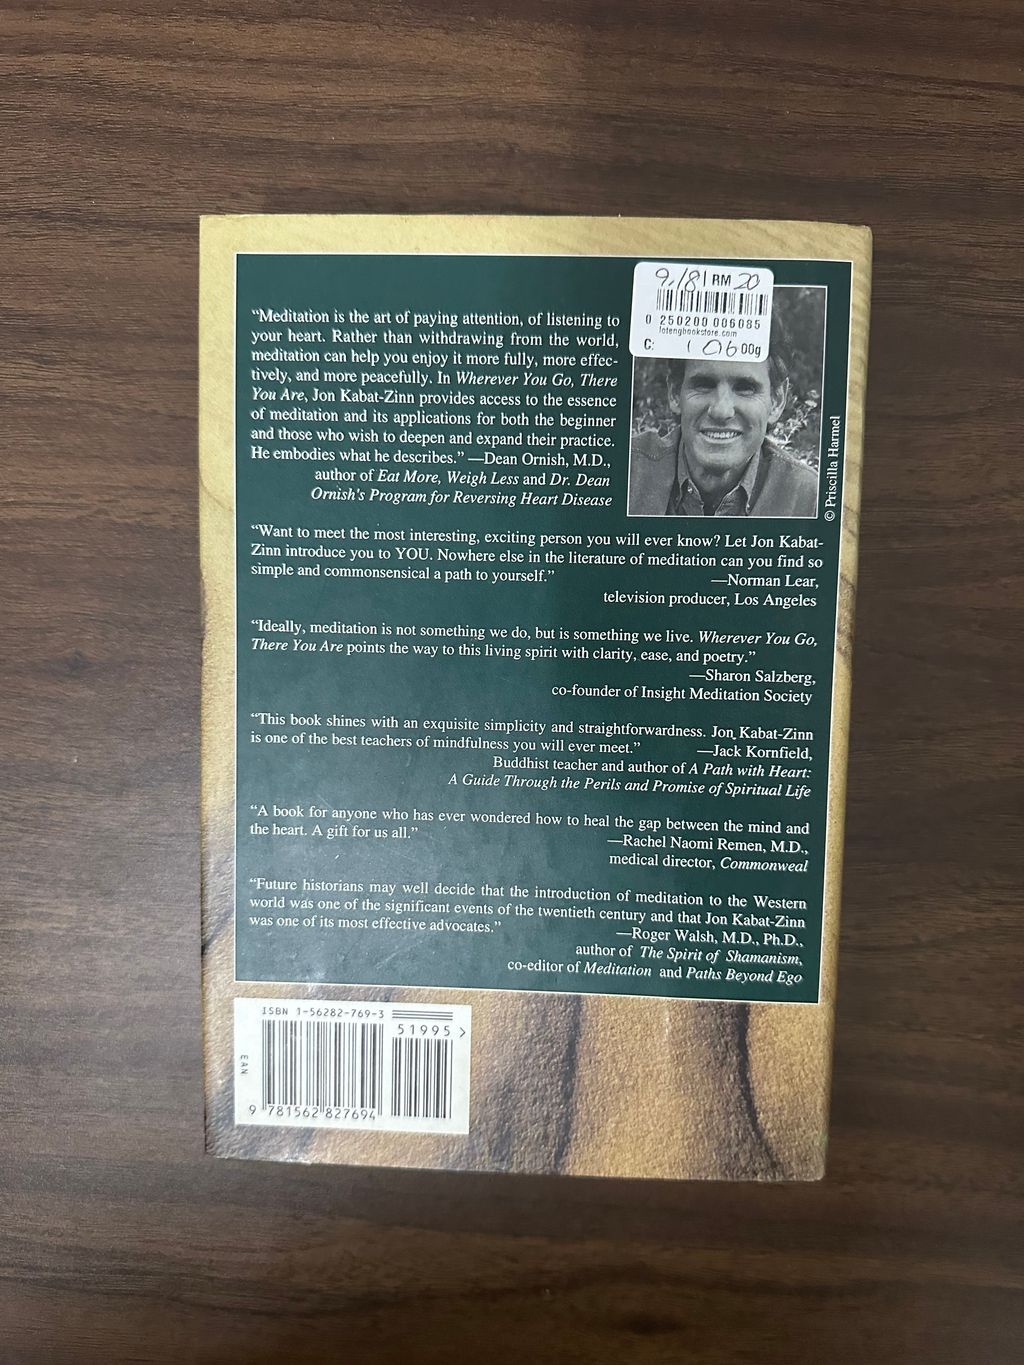 9.181 RM 20
0 250200 006085
lotengbookstore.com
C: 1 06 00g
“Meditation is the art of paying attention, of listening to
your heart. Rather than withdrawing from the world,
meditation can help you enjoy it more fully, more effec-
tively, and more peacefully. In Wherever You Go, There
You Are, Jon Kabat-Zinn provides access to the essence
of meditation and its applications for both the beginner
and those who wish to deepen and expand their practice.
He embodies what he describes.” —Dean Ornish, M.D.,
author of Eat More, Weigh Less and Dr. Dean
Ornish's Program for Reversing Heart Disease
© Priscilla Harmel
“Want to meet the most interesting, exciting person you will ever know? Let Jon Kabat-
Zinn introduce you to YOU. Nowhere else in the literature of meditation can you find so
simple and commonsensical a path to yourself.” —Norman Lear,
television producer, Los Angeles
“Ideally, meditation is not something we do, but is something we live. Wherever You Go,
There You Are points the way to this living spirit with clarity, ease, and poetry.”
—Sharon Salzberg,
co-founder of Insight Meditation Society
“This book shines with an exquisite simplicity and straightforwardness. Jon Kabat-Zinn
is one of the best teachers of mindfulness you will ever meet.” —Jack Kornfield,
Buddhist teacher and author of A Path with Heart:
A Guide Through the Perils and Promise of Spiritual Life
“A book for anyone who has ever wondered how to heal the gap between the mind and
the heart. A gift for us all.” —Rachel Naomi Remen, M.D.,
medical director, Commonweal
“Future historians may well decide that the introduction of meditation to the Western
world was one of the significant events of the twentieth century and that Jon Kabat-Zinn
was one of its most effective advocates.” —Roger Walsh, M.D., Ph.D.,
author of The Spirit of Shamanism,
co-editor of Meditation and Paths Beyond Ego
ISBN 1-56282-769-3
51995 >
EAN
9 781562 827694